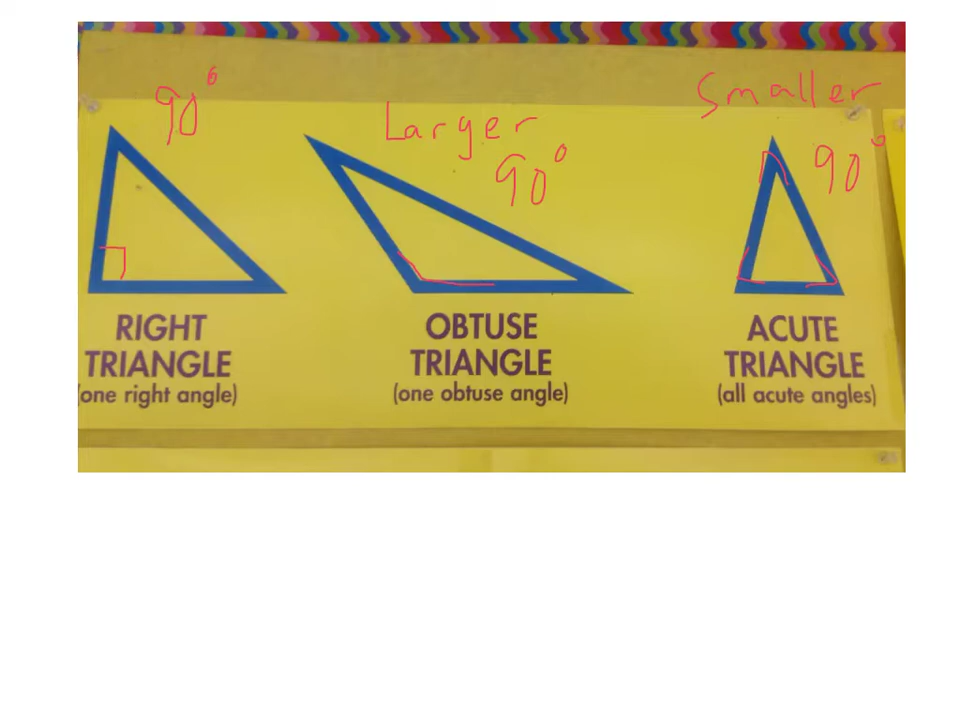 90°
Larger
90°
Smaller
90°
RIGHT
TRIANGLE
(one right angle)
OBTUSE
TRIANGLE
(one obtuse angle)
ACUTE
TRIANGLE
(all acute angles)